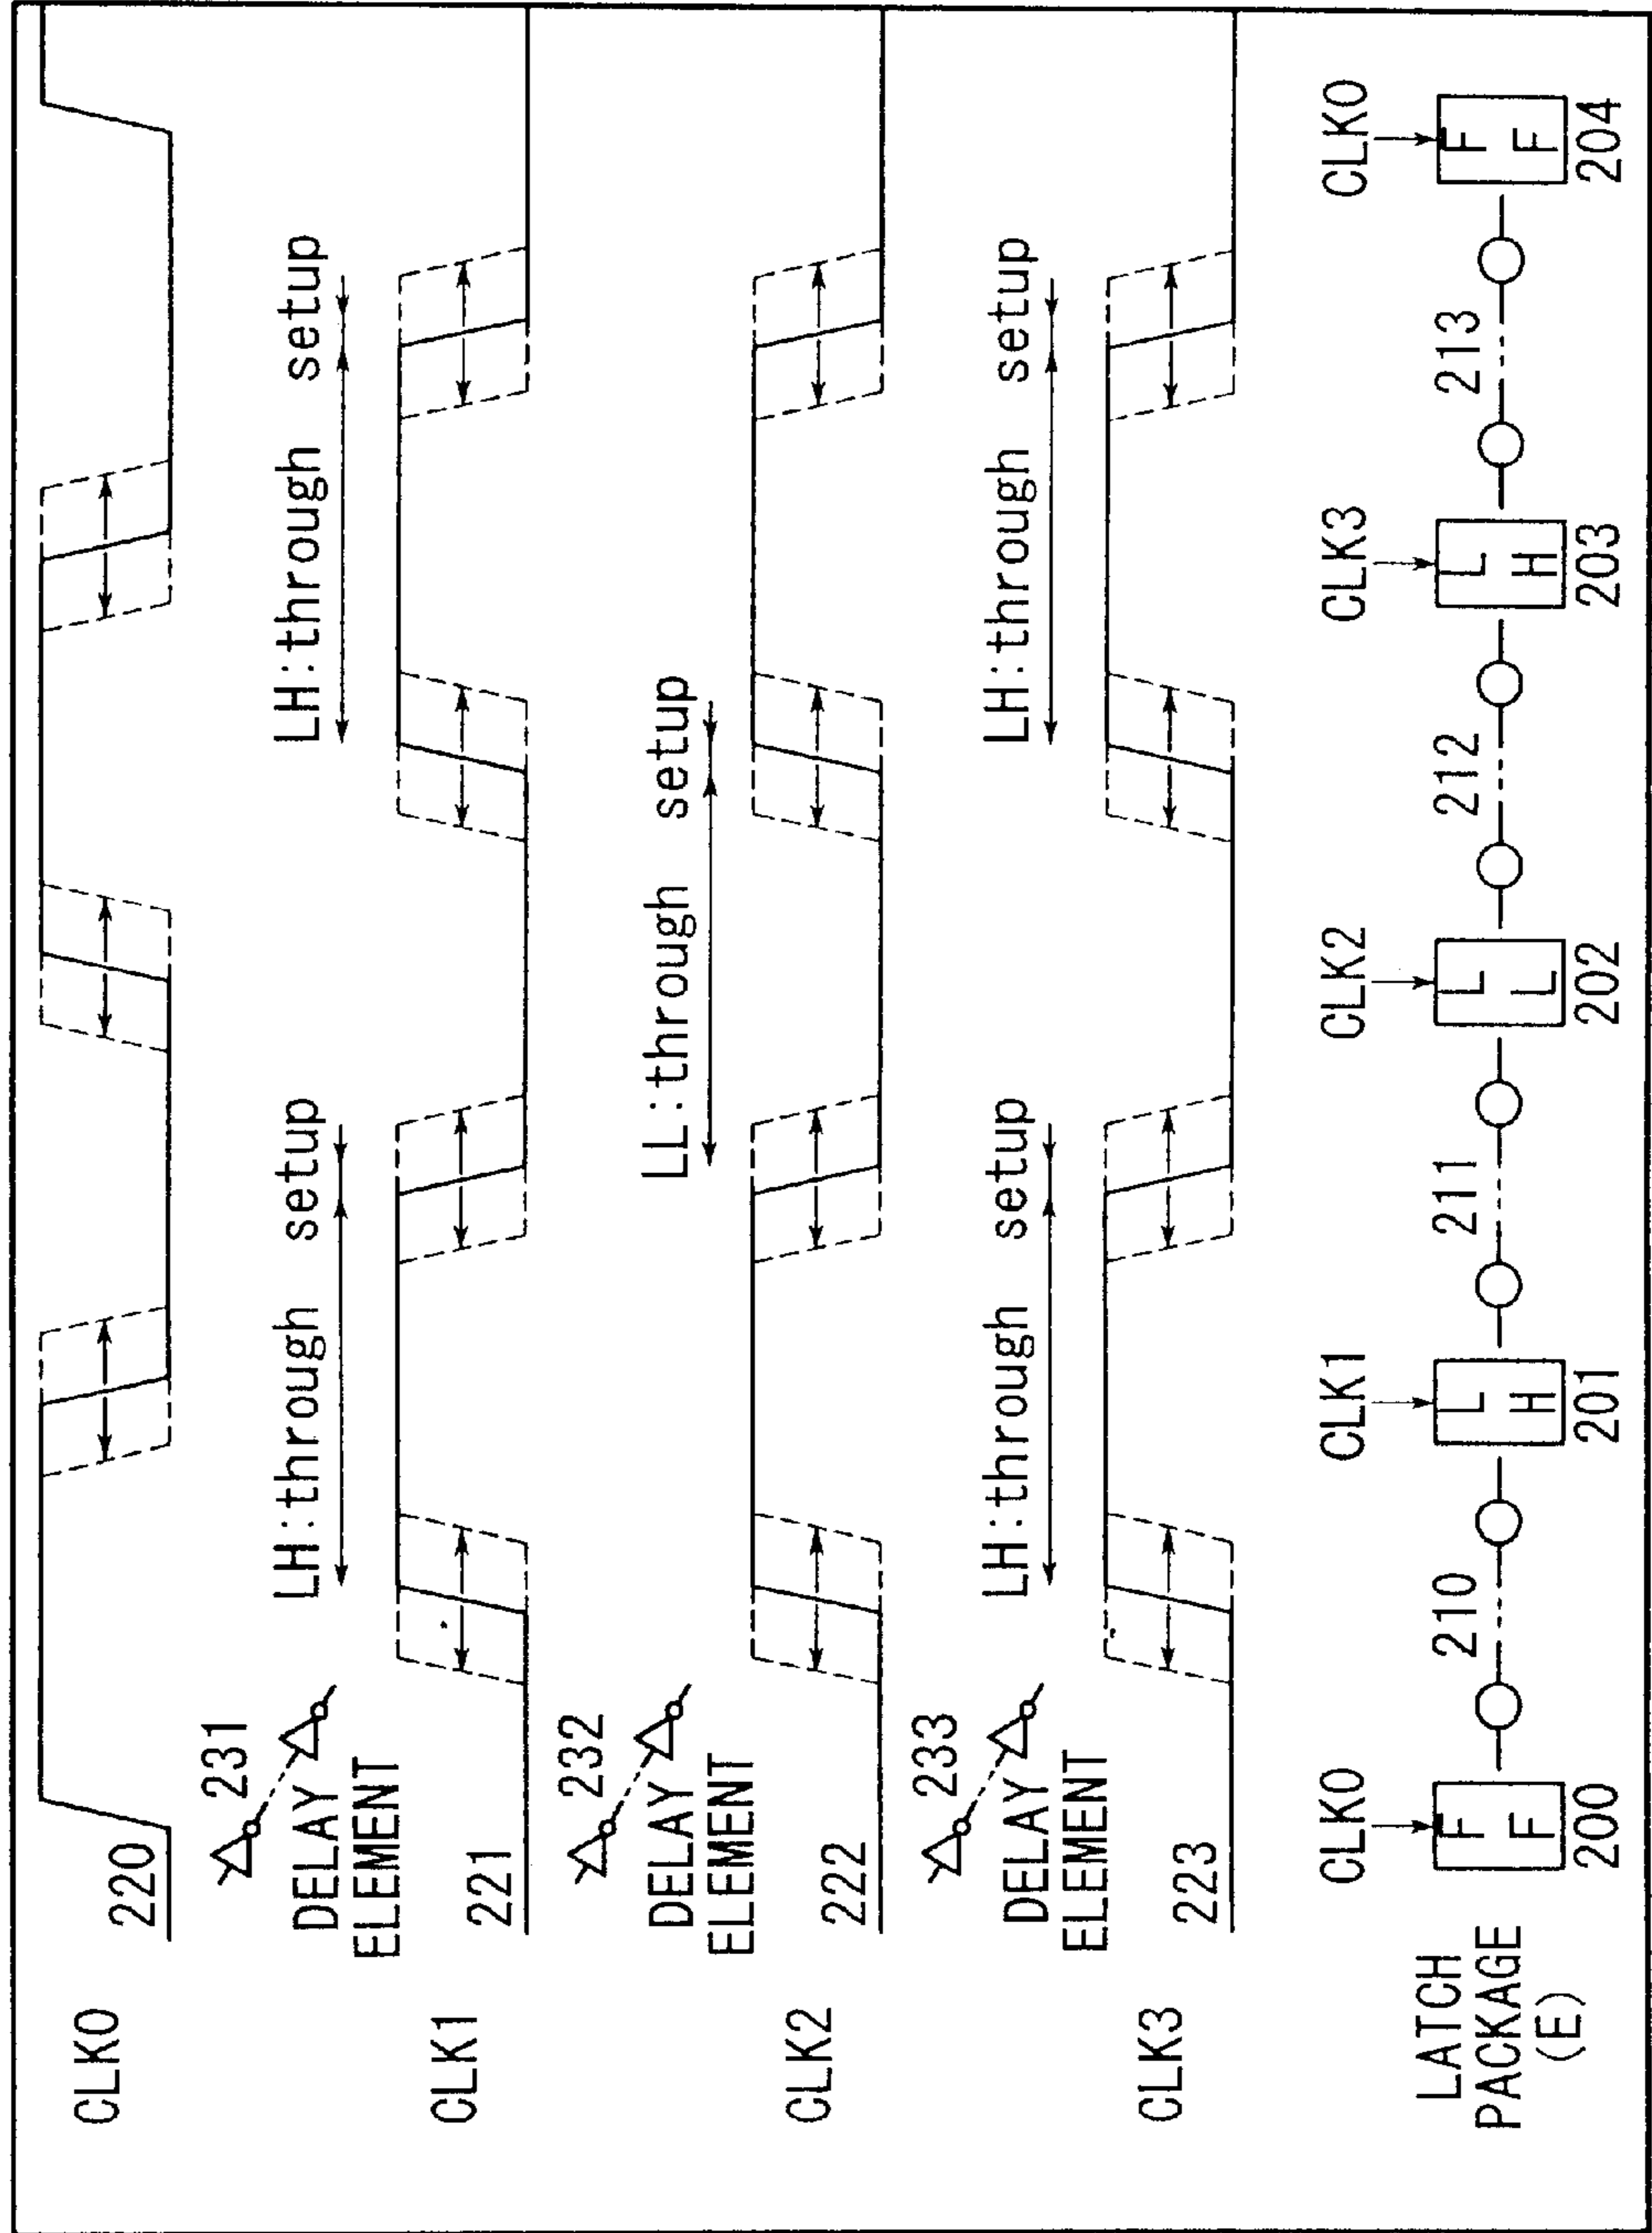 CLK0
220
231
DELAY
ELEMENT
LH:through setup
LH:through setup
CLK1
221
232
DELAY
ELEMENT
LL:through setup
CLK2
222
233
DELAY
ELEMENT
LH:through setup
LH:through setup
CLK3
223
CLK0
CLK1
CLK2
CLK3
CLK0
LATCH
PACKAGE
(E)
F F
210
L H
211
L L
212
L H
213
F F
200
201
202
203
204